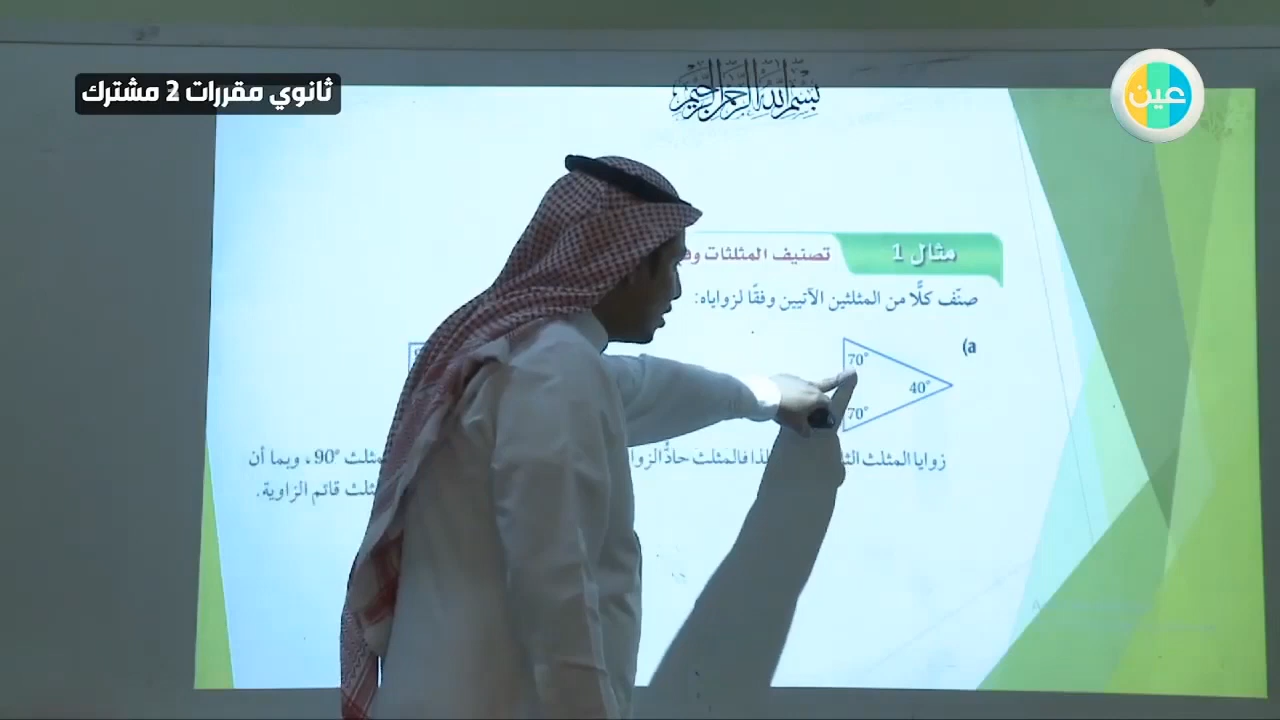 ثانوي مقررات 2 مشترك
عين
بسم الله الرحمن الرحيم
مثال 1
تصنيف المثلثات
صنّف كلًّا من المثلثين الآتيين وفقًا لزواياه:
(a
70°
40°
70°
زوايا المثلث لذا فالمثلث حادُّ 90°، وبما أن
قائم الزاوية.